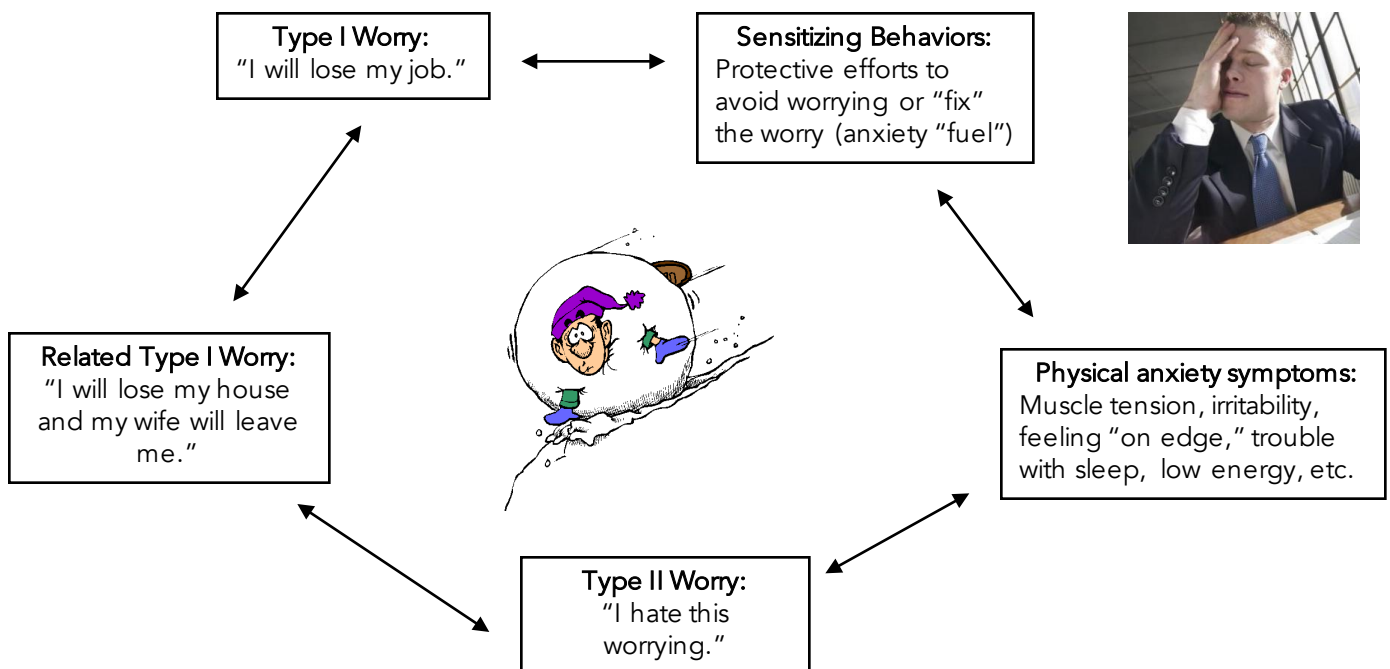 Type I Worry:
“I will lose my job.”
Sensitizing Behaviors:
Protective efforts to
avoid worrying or “fix”
the worry (anxiety “fuel”)
Related Type I Worry:
“I will lose my house
and my wife will leave
me.”
Physical anxiety symptoms:
Muscle tension, irritability,
feeling “on edge,” trouble
with sleep, low energy, etc.
Type II Worry:
“I hate this
worrying.”